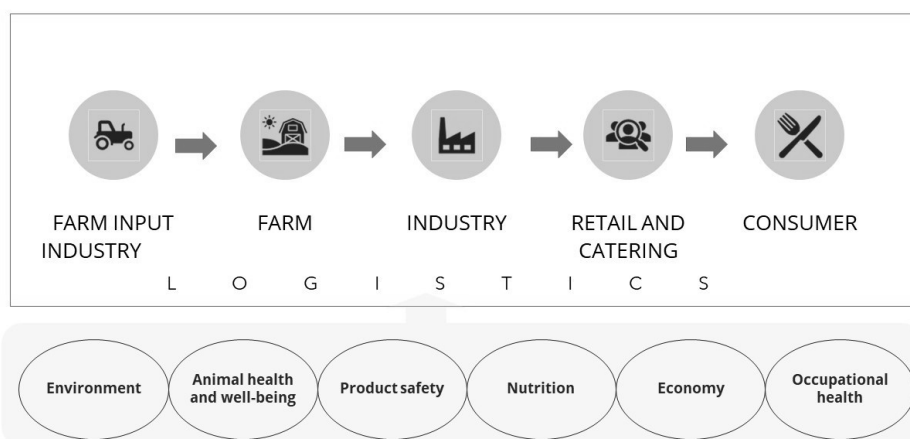 FARM INPUT
INDUSTRY
FARM
INDUSTRY
RETAIL AND
CATERING
CONSUMER
L O G I S T I C S
Environment
Animal health
and well-being
Product safety
Nutrition
Economy
Occupational
health